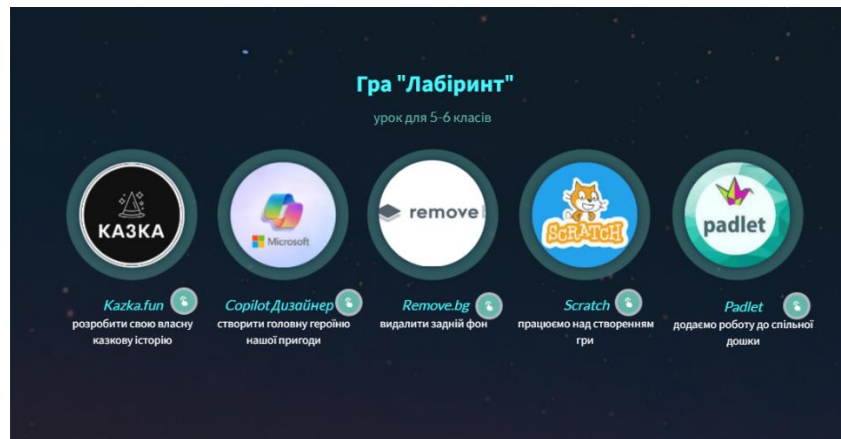 Гра "Лабіринт"
урок для 5-6 класів
КАЗКА
Microsoft
remove
SCRATCH
padlet
Kazka.fun
розробити свою власну
казкову історію
Copilot Дизайнер
створити головну героїню
нашої пригоди
Remove.bg
видалити задній фон
Scratch
працюємо над створенням
гри
Padlet
додаємо роботу до спільної
дошки